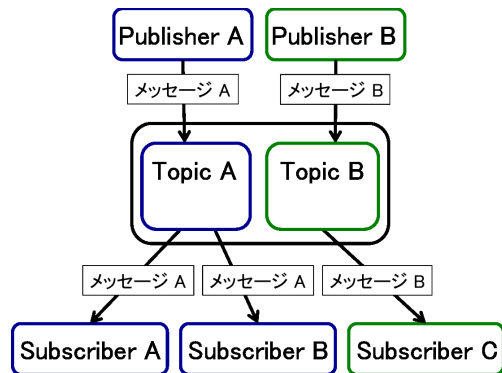 Publisher A
Publisher B
メッセージ A
メッセージ B
Topic A
Topic B
メッセージ A
メッセージ A
メッセージ B
Subscriber A
Subscriber B
Subscriber C